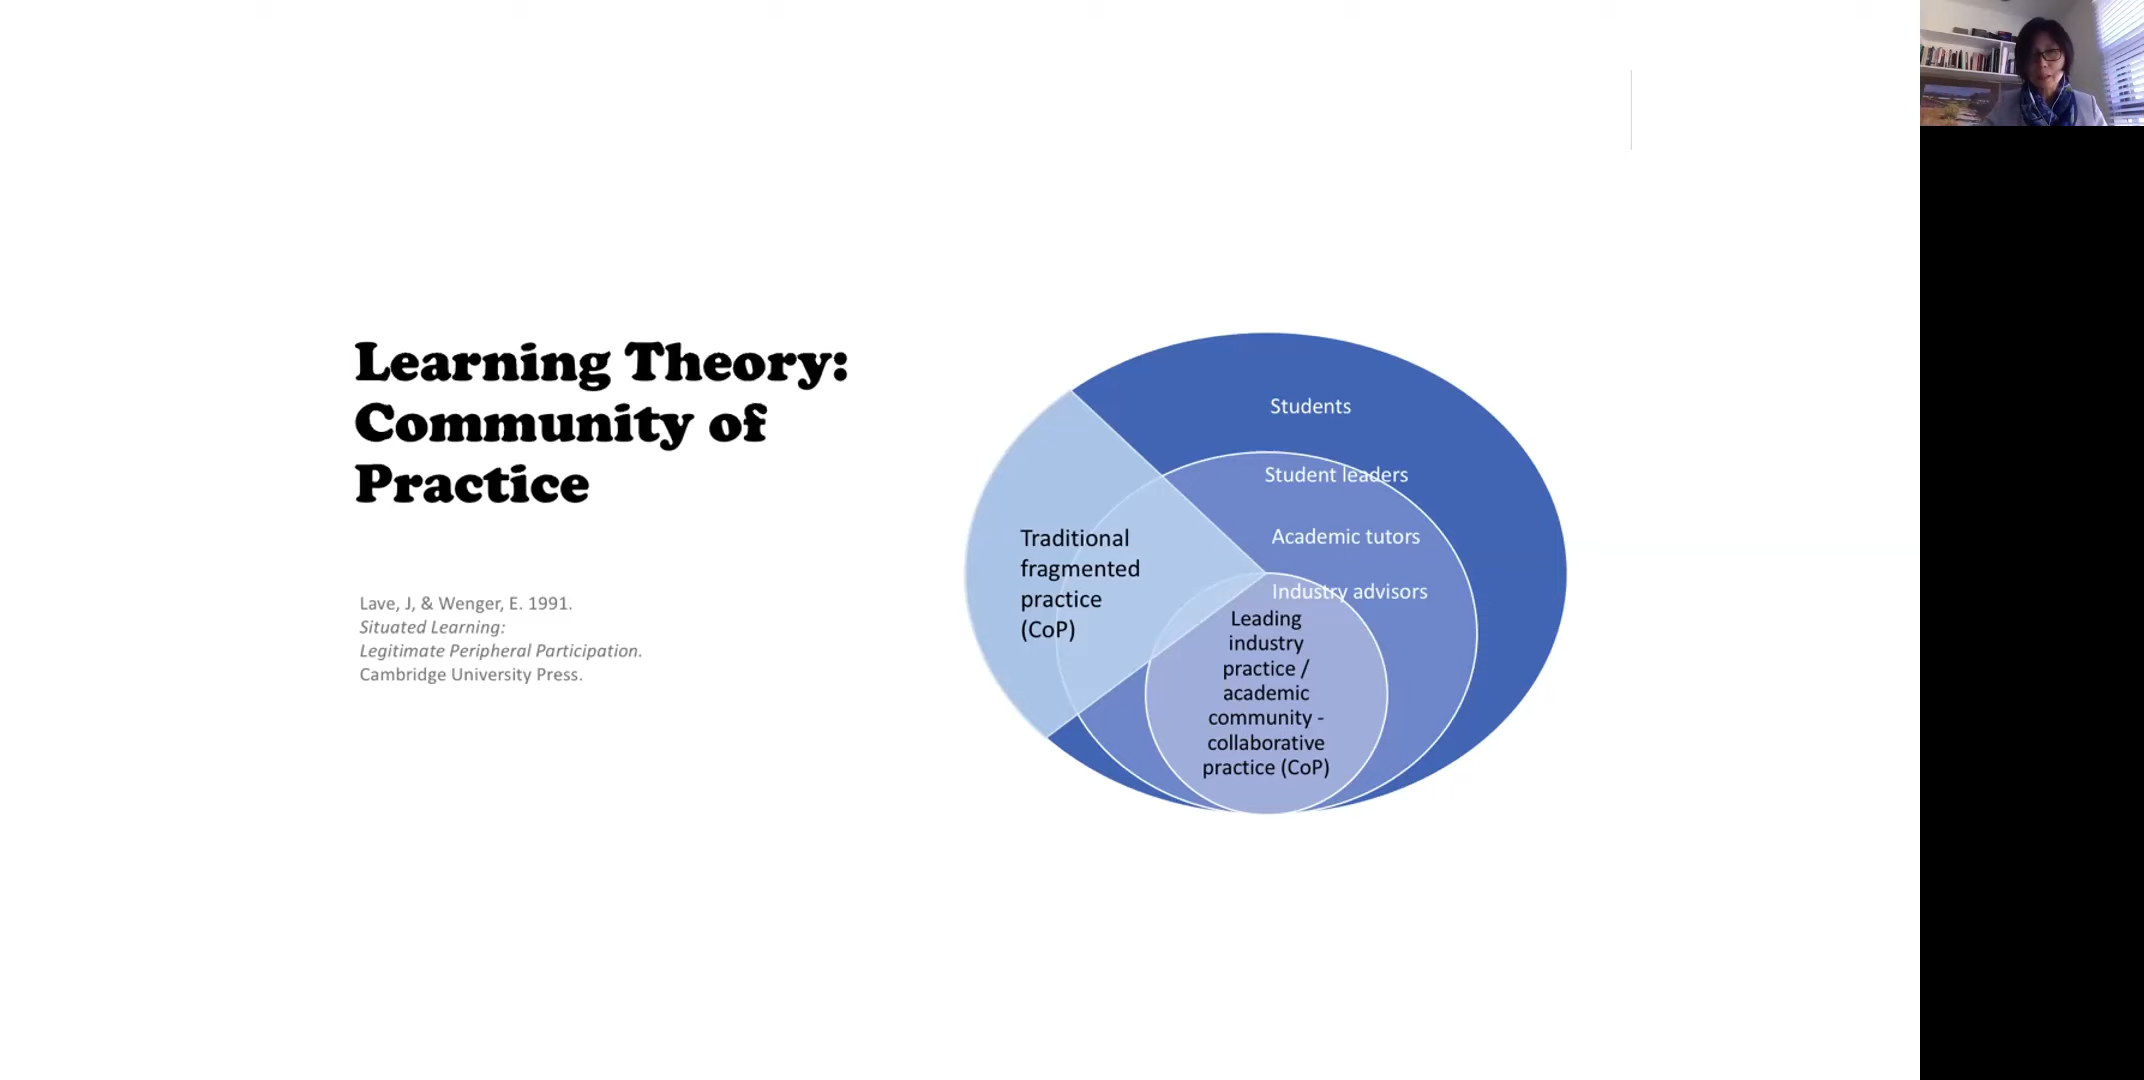 Learning Theory:
Community of
Practice
Lave, J, & Wenger, E. 1991.
Situated Learning:
Legitimate Peripheral Participation.
Cambridge University Press.
Students
Student leaders
Academic tutors
Industry advisors
Traditional
fragmented
practice
(CoP)
Leading
industry
practice /
academic
community -
collaborative
practice (CoP)